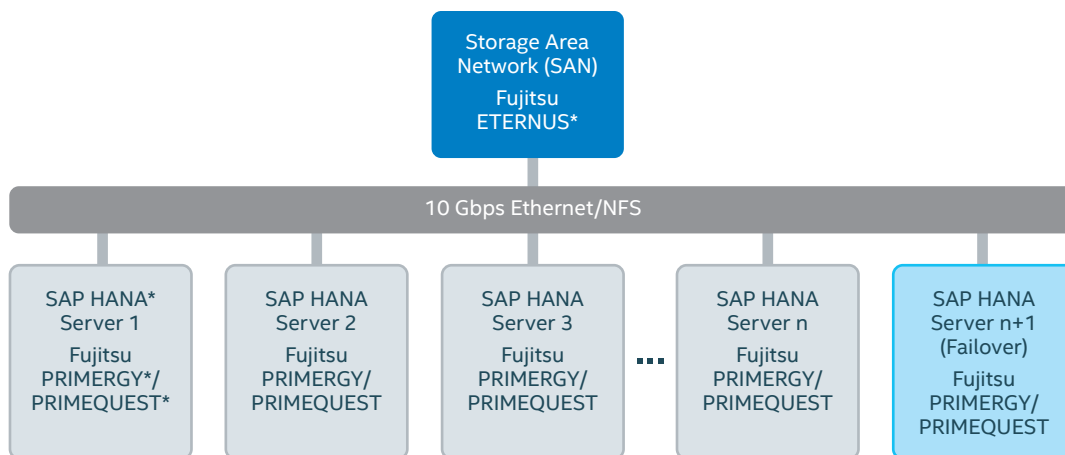 Storage Area
Network (SAN)
Fujitsu
ETERNUS*
10 Gbps Ethernet/NFS
SAP HANA*
Server 1
Fujitsu
PRIMERGY*/
PRIMEQUEST*
SAP HANA
Server 2
Fujitsu
PRIMERGY/
PRIMEQUEST
SAP HANA
Server 3
Fujitsu
PRIMERGY/
PRIMEQUEST
...
SAP HANA
Server n
Fujitsu
PRIMERGY/
PRIMEQUEST
SAP HANA
Server n+1
(Failover)
Fujitsu
PRIMERGY/
PRIMEQUEST